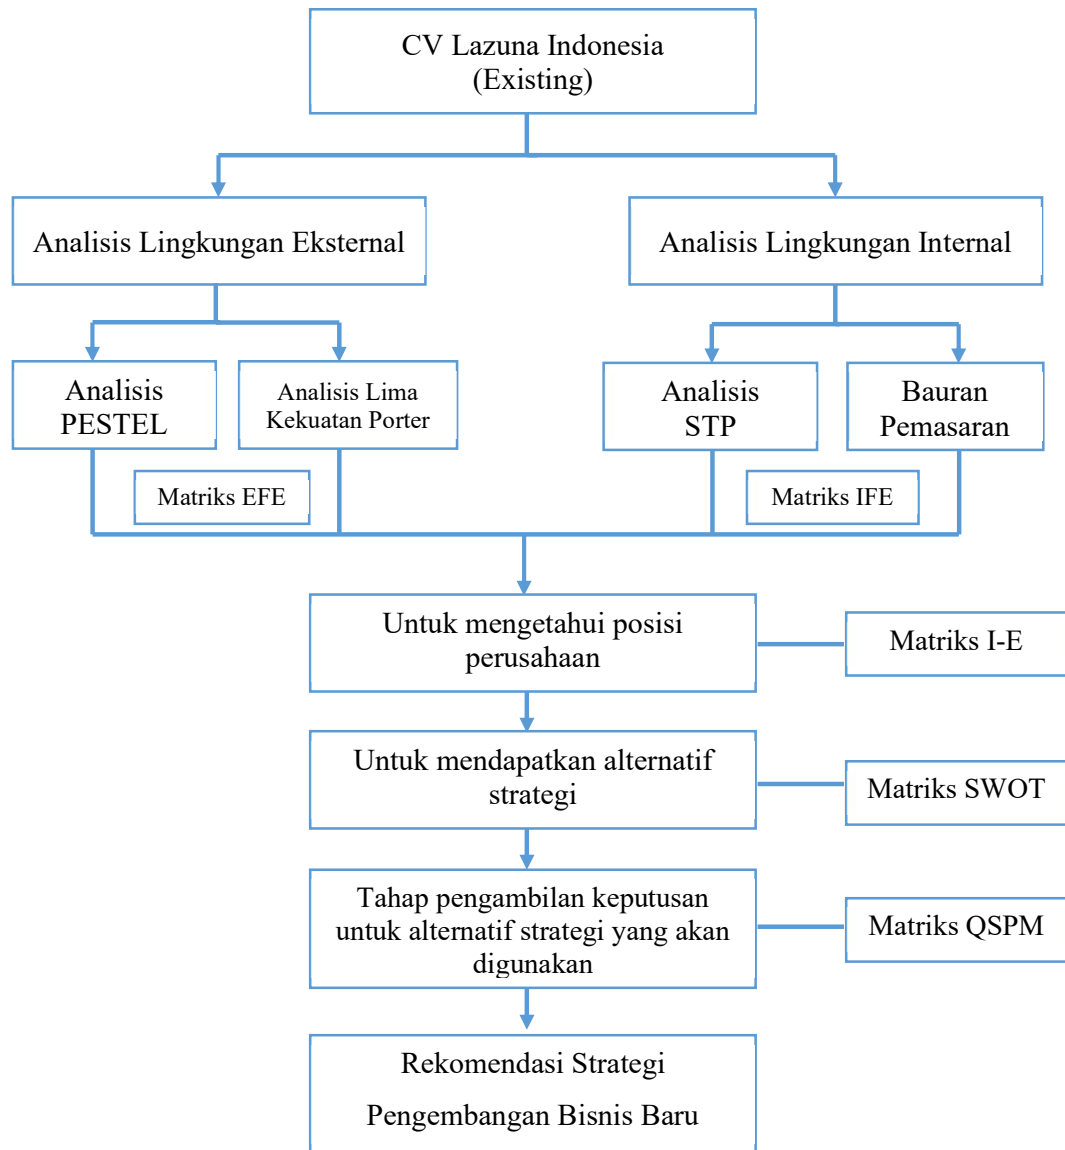 CV Lazuna Indonesia
(Existing)
Analisis Lingkungan Eksternal
Analisis Lingkungan Internal
Analisis
PESTEL
Analisis Lima
Kekuatan Porter
Analisis
STP
Bauran
Pemasaran
Matriks EFE
Matriks IFE
Untuk mengetahui posisi
perusahaan
Matriks I-E
Untuk mendapatkan alternatif
strategi
Matriks SWOT
Tahap pengambilan keputusan
untuk alternatif strategi yang akan
digunakan
Matriks QSPM
Rekomendasi Strategi
Pengembangan Bisnis Baru